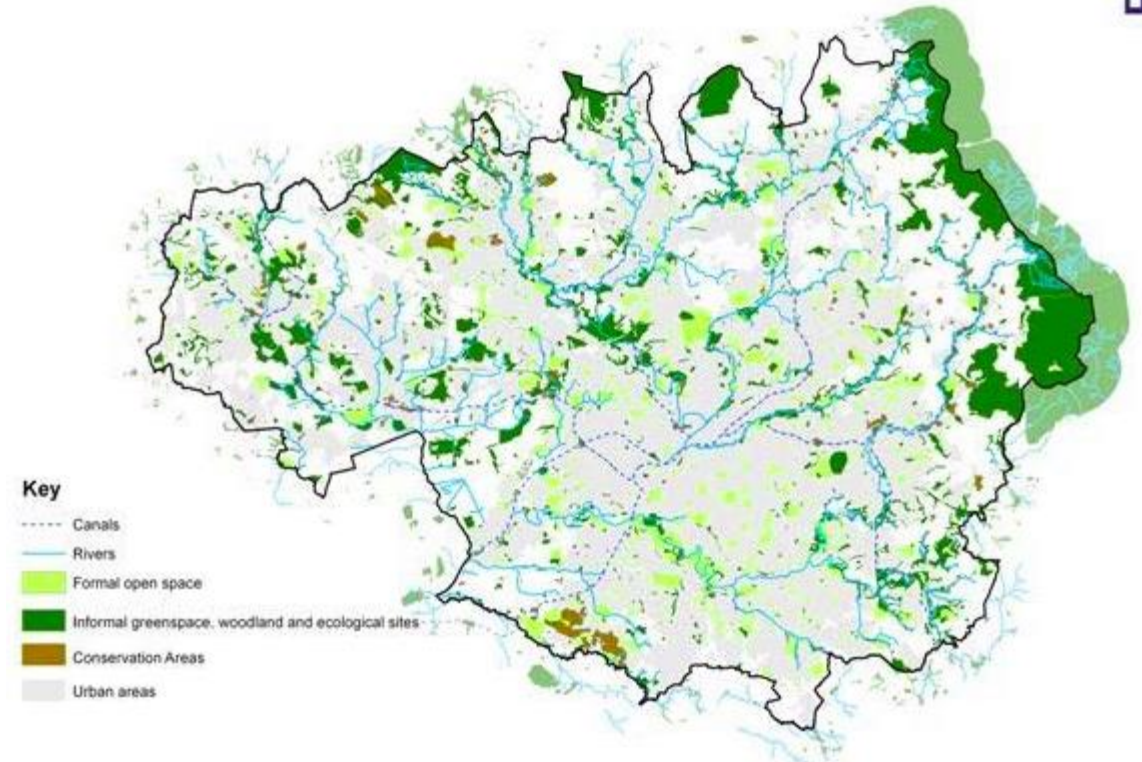 Key
Canals
Rivers
Formal open space
Informal greenspace, woodland and ecological sites
Conservation Areas
Urban areas